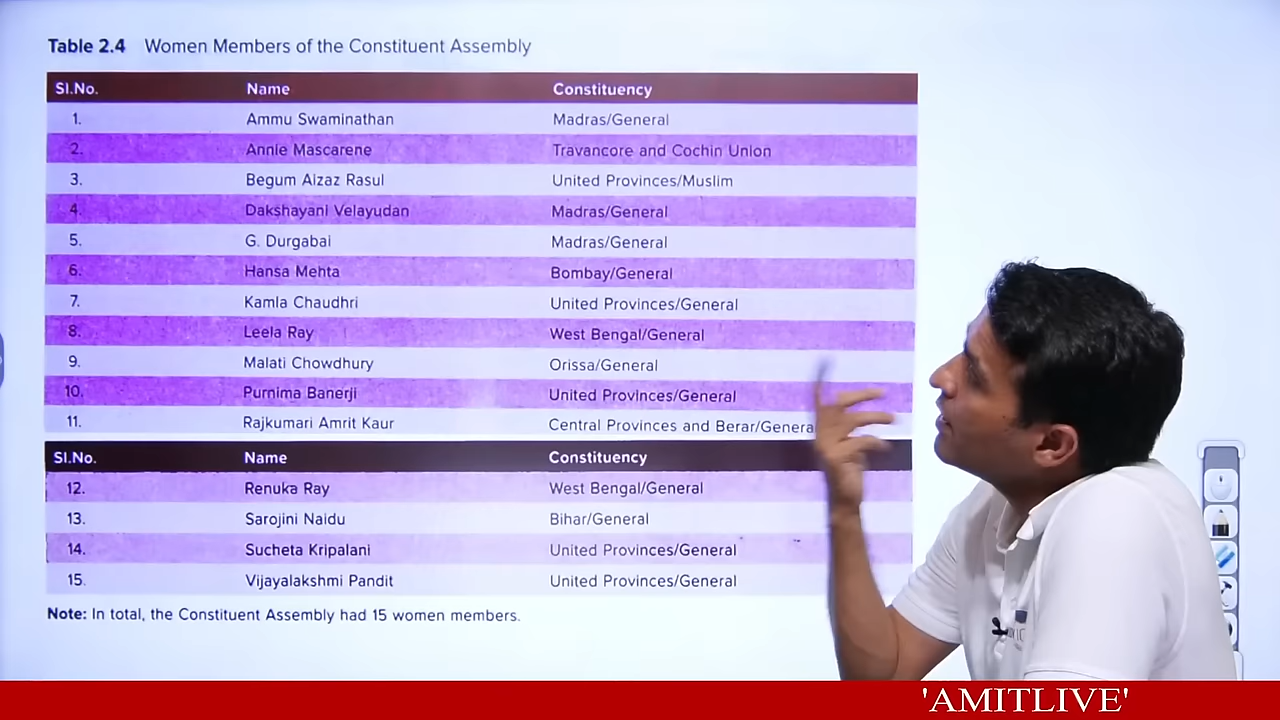 Table 2.4 Women Members of the Constituent Assembly
Sl.No. Name Constituency
1. Ammu Swaminathan Madras/General
2. Annie Mascarene Travancore and Cochin Union
3. Begum Aizaz Rasul United Provinces/Muslim
4. Dakshayani Velayudan Madras/General
5. G. Durgabai Madras/General
6. Hansa Mehta Bombay/General
7. Kamla Chaudhri United Provinces/General
8. Leela Ray West Bengal/General
9. Malati Chowdhury Orissa/General
10. Purnima Banerji United Provinces/General
11. Rajkumari Amrit Kaur Central Provinces and Berar/Genera
Sl.No. Name Constituency
12. Renuka Ray West Bengal/General
13. Sarojini Naidu Bihar/General
14. Sucheta Kripalani United Provinces/General
15. Vijayalakshmi Pandit United Provinces/General
Note: In total, the Constituent Assembly had 15 women members.
'AMITLIVE'